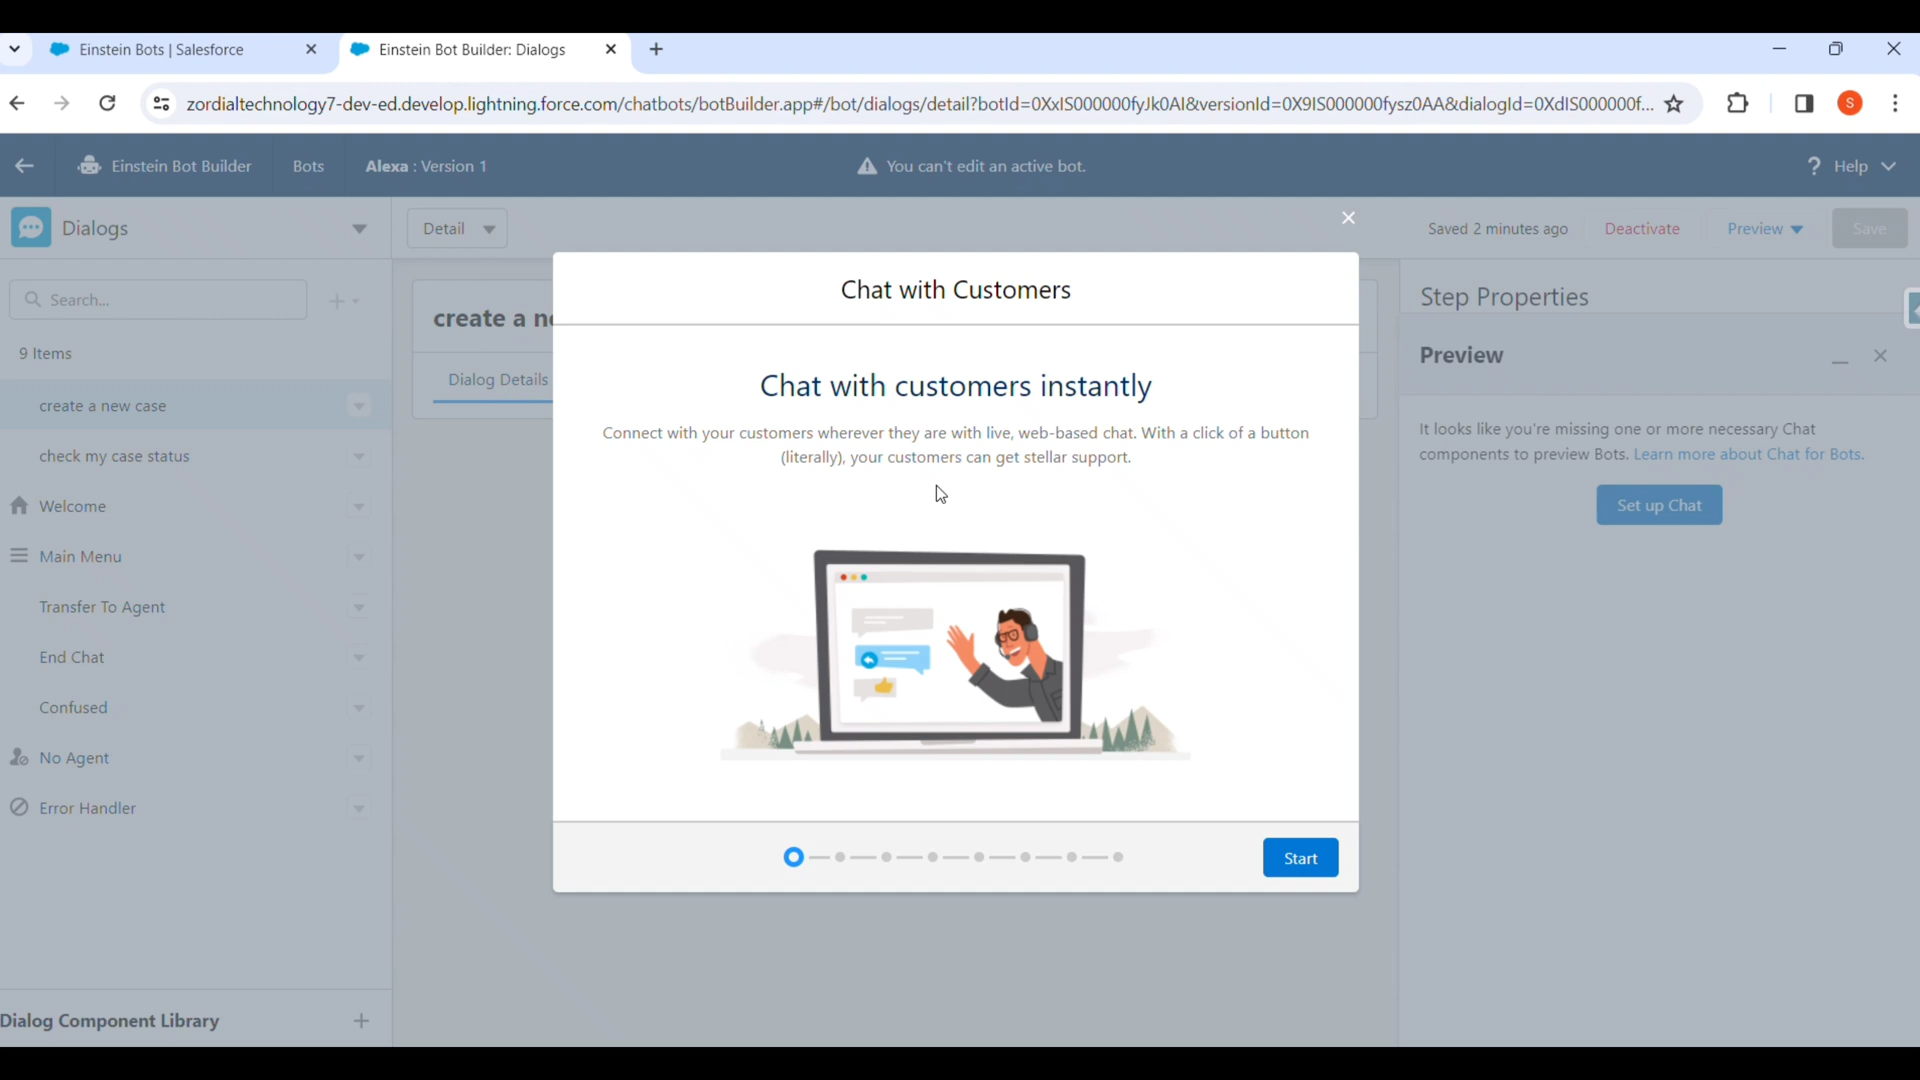 Einstein Bots | Salesforce
Einstein Bot Builder: Dialogs
zordialtechnology7-dev-ed.develop.lightning.force.com/chatbots/botBuilder.app#/bot/dialogs/detail?botId=0XxIS000000fyJk0AI&versionId=0X9IS000000fysz0AA&dialogId=0XdIS000000f...
S
Einstein Bot Builder
Bots
Alexa : Version 1
You can't edit an active bot.
? Help
Dialogs
Detail
Saved 2 minutes ago
Deactivate
Preview
Save
Search...
9 Items
create a new case
check my case status
Welcome
Main Menu
Transfer To Agent
End Chat
Confused
No Agent
Error Handler
Dialog Component Library
create a ne
Dialog Details
Chat with Customers
Chat with customers instantly
Connect with your customers wherever they are with live, web-based chat. With a click of a button
(literally), your customers can get stellar support.
Start
Step Properties
Preview
It looks like you're missing one or more necessary Chat
components to preview Bots. Learn more about Chat for Bots.
Set up Chat